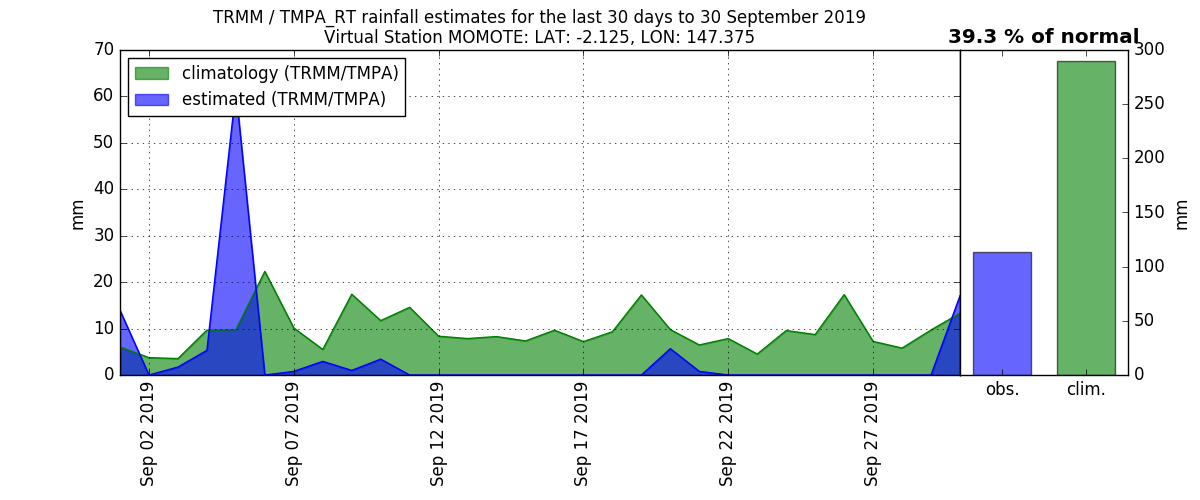 TRMM / TMPA_RT rainfall estimates for the last 30 days to 30 September 2019
Virtual Station MOMOTE: LAT: -2.125, LON: 147.375
39.3 % of normal
climatology (TRMM/TMPA)
estimated (TRMM/TMPA)
70
60
50
40
30
20
10
0
mm
Sep 02 2019
Sep 07 2019
Sep 12 2019
Sep 17 2019
Sep 22 2019
Sep 27 2019
300
250
200
150
100
50
0
mm
obs.
clim.